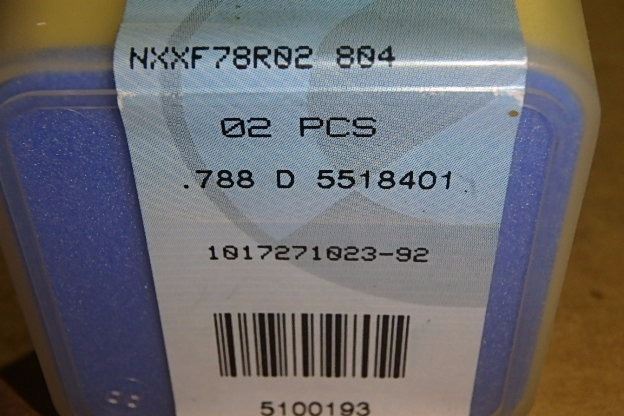 NXXF78R02 804
02 PCS
.788 D 5518401
1017271023-92
5100193